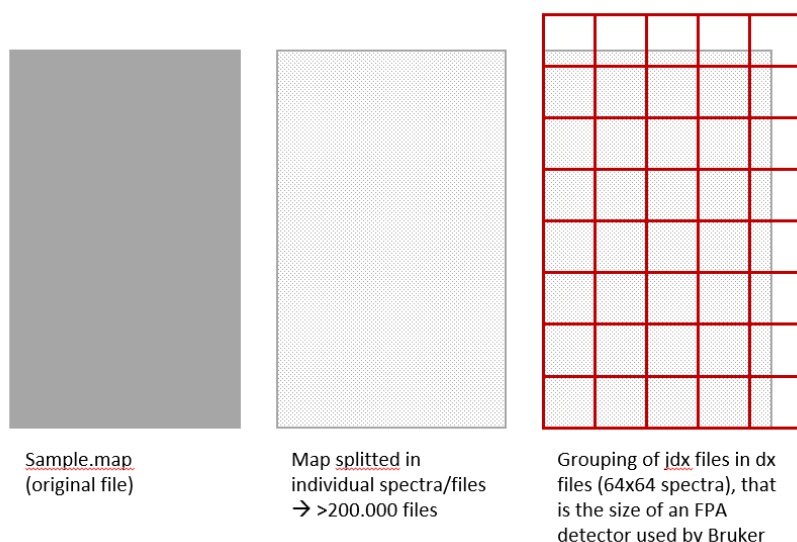 Sample.map
(original file)
Map splitted in
individual spectra/files
→ >200.000 files
Grouping of jdx files in dx
files (64x64 spectra), that
is the size of an FPA
detector used by Bruker